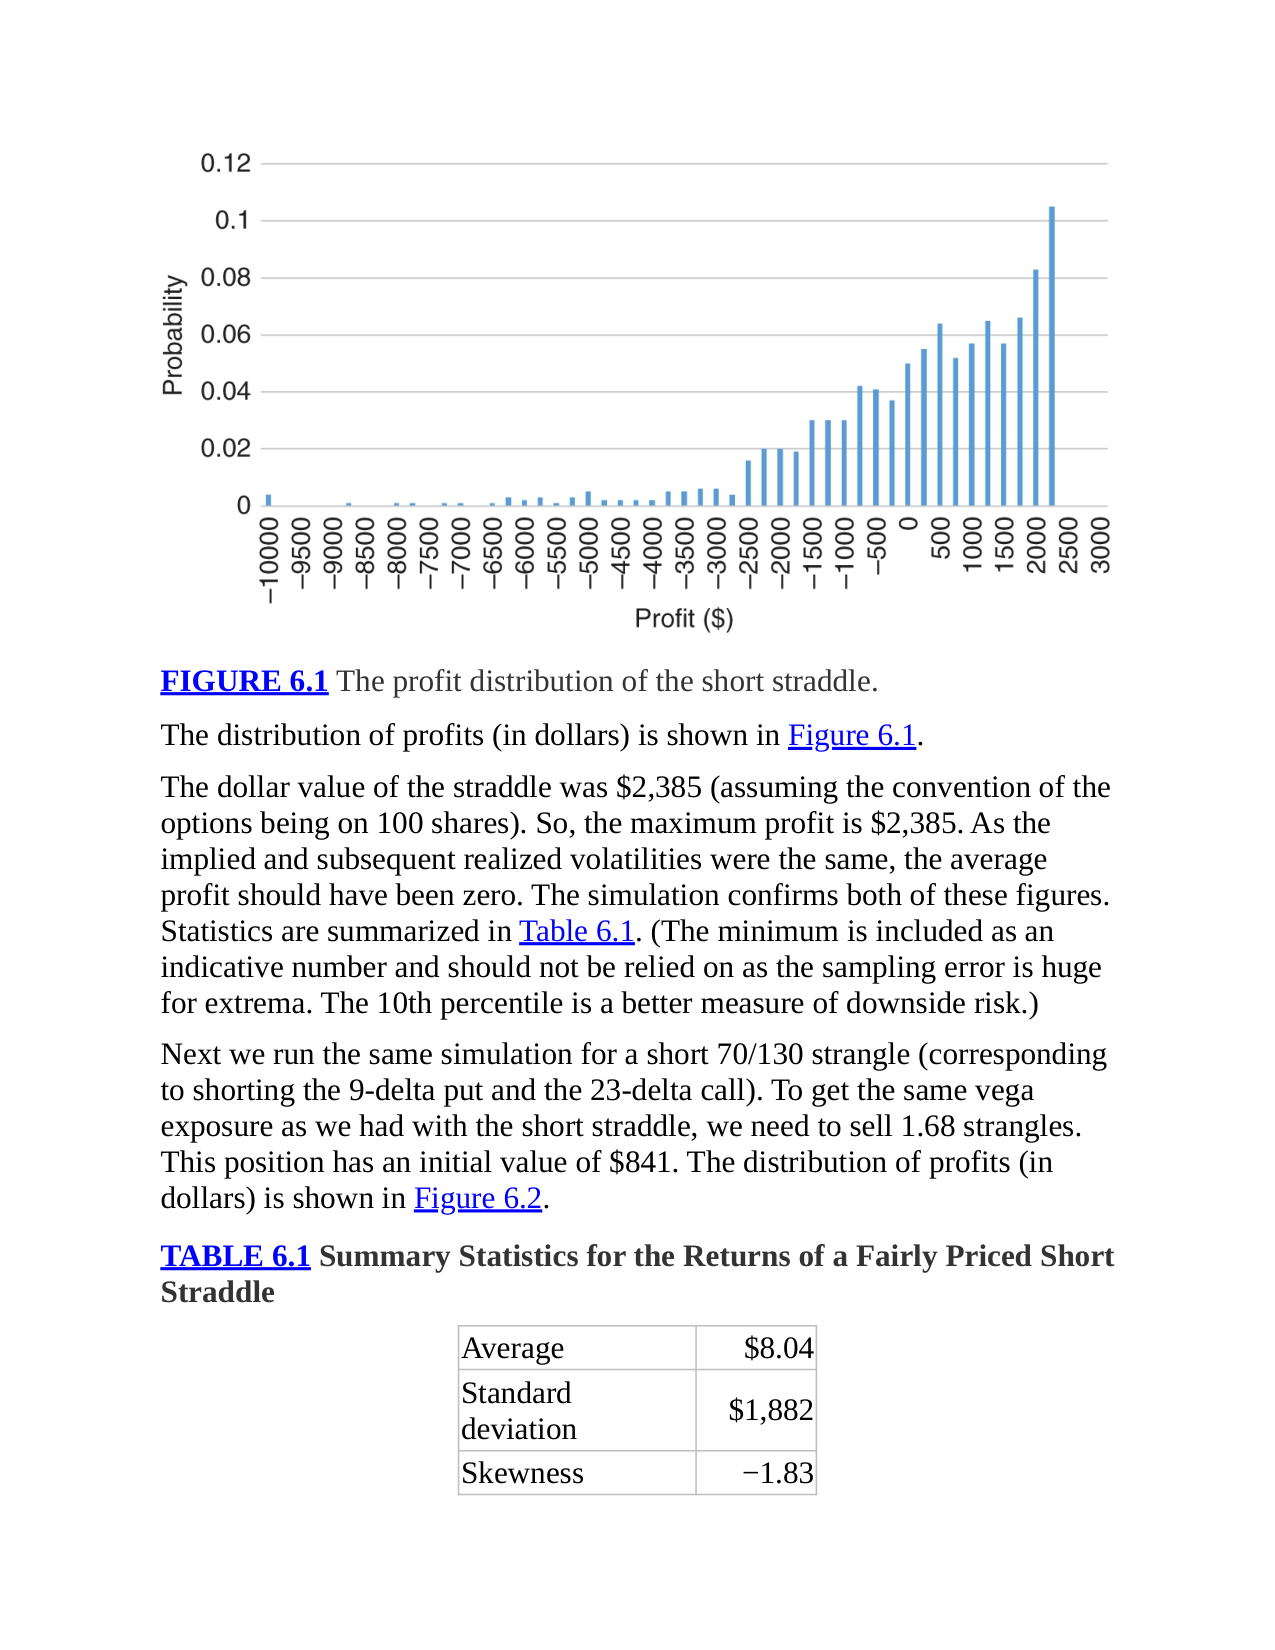 0.12
0.1
0.08
0.06
0.04
0.02
0
Probability
−10000
−9500
−9000
−8500
−8000
−7500
−7000
−6500
−6000
−5500
−5000
−4500
−4000
−3500
−3000
−2500
−2000
−1500
−1000
−500
0
500
1000
1500
2000
2500
3000
Profit ($)
FIGURE 6.1 The profit distribution of the short straddle.
The distribution of profits (in dollars) is shown in Figure 6.1.
The dollar value of the straddle was $2,385 (assuming the convention of the
options being on 100 shares). So, the maximum profit is $2,385. As the
implied and subsequent realized volatilities were the same, the average
profit should have been zero. The simulation confirms both of these figures.
Statistics are summarized in Table 6.1. (The minimum is included as an
indicative number and should not be relied on as the sampling error is huge
for extrema. The 10th percentile is a better measure of downside risk.)
Next we run the same simulation for a short 70/130 strangle (corresponding
to shorting the 9-delta put and the 23-delta call). To get the same vega
exposure as we had with the short straddle, we need to sell 1.68 strangles.
This position has an initial value of $841. The distribution of profits (in
dollars) is shown in Figure 6.2.
TABLE 6.1 Summary Statistics for the Returns of a Fairly Priced Short
Straddle
Average $8.04
Standard
deviation $1,882
Skewness −1.83